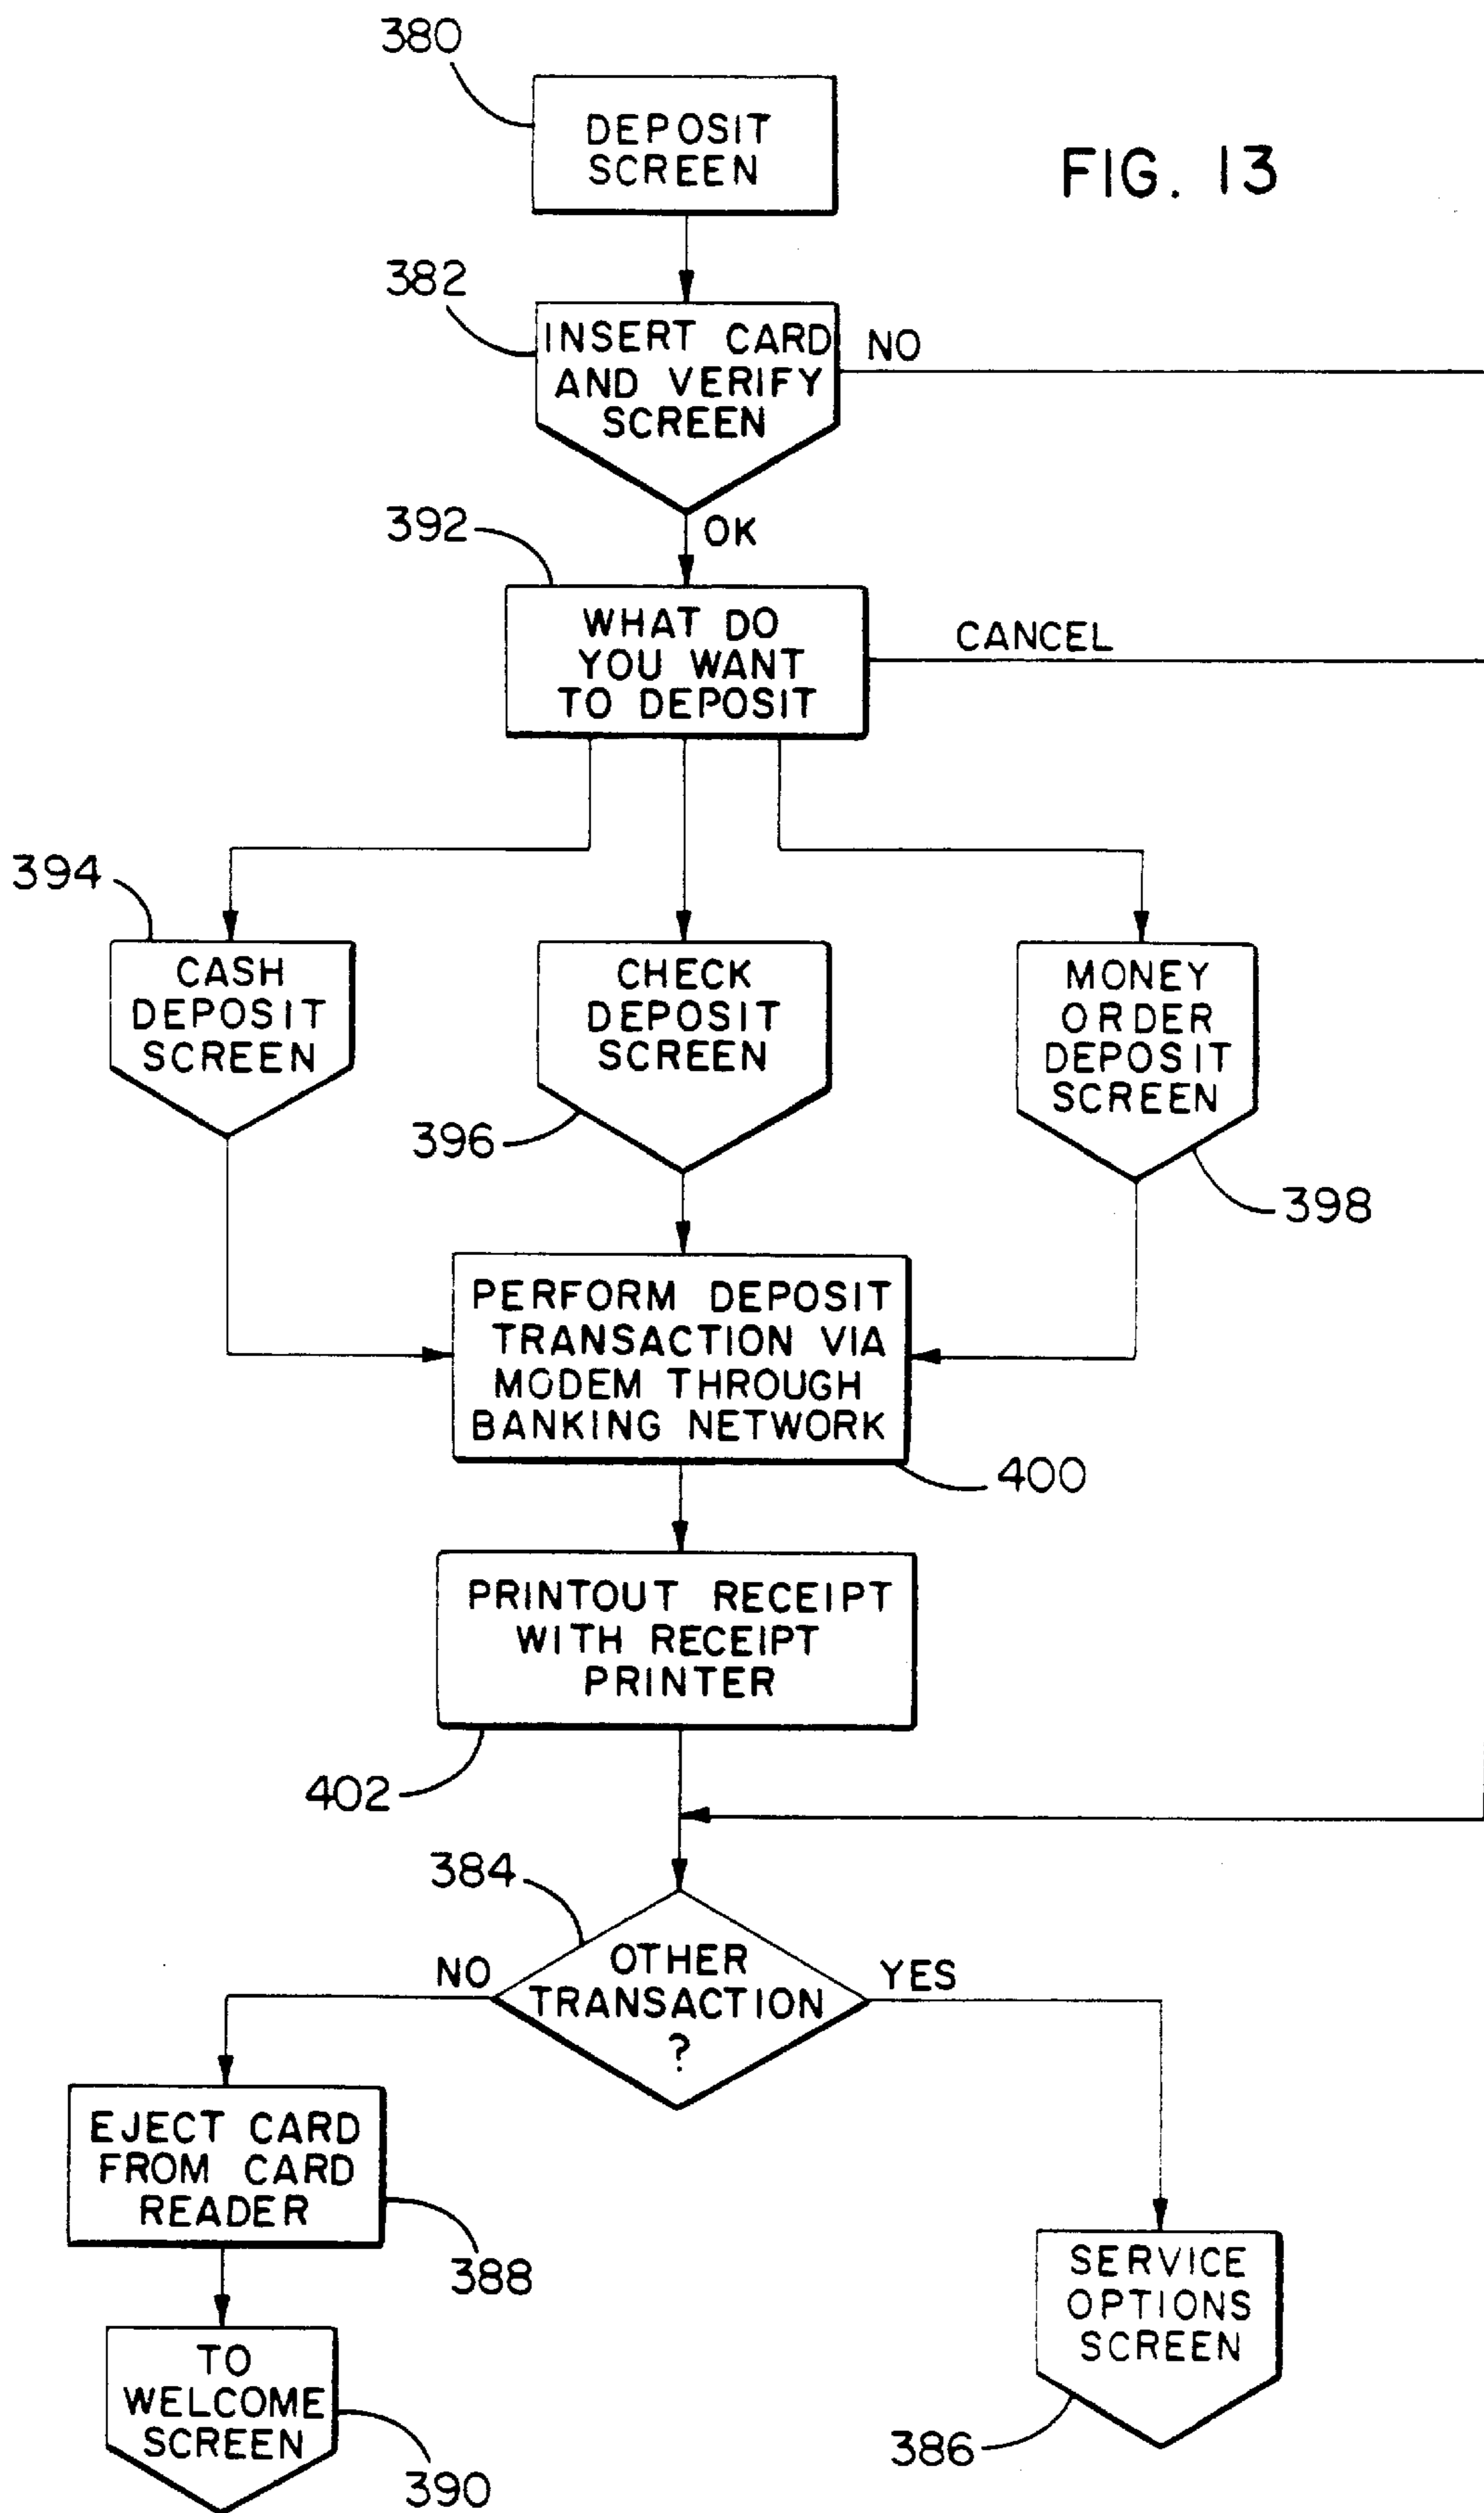 380
DEPOSIT
SCREEN
FIG. 13
382
INSERT CARD
AND VERIFY
SCREEN
NO
OK
392
WHAT DO
YOU WANT
TO DEPOSIT
CANCEL
394
CASH
DEPOSIT
SCREEN
CHECK
DEPOSIT
SCREEN
396
MONEY
ORDER
DEPOSIT
SCREEN
398
PERFORM DEPOSIT
TRANSACTION VIA
MODEM THROUGH
BANKING NETWORK
400
PRINTOUT RECEIPT
WITH RECEIPT
PRINTER
402
384
OTHER
TRANSACTION
?
NO
YES
EJECT CARD
FROM CARD
READER
388
TO
WELCOME
SCREEN
390
SERVICE
OPTIONS
SCREEN
386